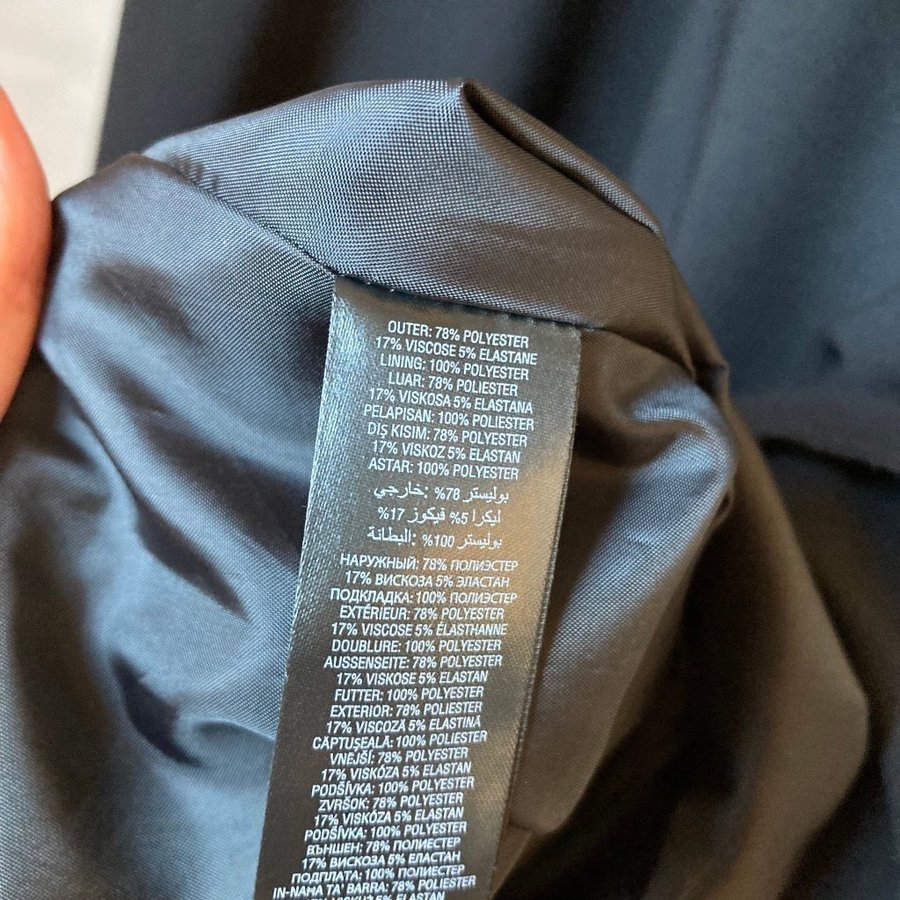 OUTER: 78% POLYESTER
17% VISCOSE 5% ELASTANE
LINING: 100% POLYESTER
LUAR: 78% POLIESTER
17% VISKOSA 5% ELASTANA
PELAPISAN: 100% POLIESTER
DIŞ KISIM: 78% POLYESTER
17% VISKOZ 5% ELASTAN
ASTAR: 100% POLYESTER
بوليستر 78% :خارجي
ليكرا 5% فيكوز 17%
بوليستر 100% :البطانة
НАРУЖНЫЙ: 78% ПОЛИЭСТЕР
17% ВИСКОЗА 5% ЭЛАСТАН
ПОДКЛАДКА: 100% ПОЛИЭСТЕР
EXTÉRIEUR: 78% POLYESTER
17% VISCOSE 5% ÉLASTHANNE
DOUBLURE: 100% POLYESTER
AUSSENSEITE: 78% POLYESTER
17% VISKOSE 5% ELASTAN
FUTTER: 100% POLYESTER
EXTERIOR: 78% POLIESTER
17% VISCOZĂ 5% ELASTINĂ
CĂPTUŞEALĂ: 100% POLIESTER
VNEJŠÍ: 78% POLYESTER
17% VISKÓZA 5% ELASTAN
PODŠÍVKA: 100% POLYESTER
ZVRŠOK: 78% POLYESTER
17% VISKÓZA 5% ELASTAN
PODŠÍVKA: 100% POLYESTER
ВЪНШЕН: 78% ПОЛИЕСТЕР
17% ВИСКОЗА 5% ЕЛАСТАН
ПОДПЛАТА: 100% ПОЛИЕСТЕР
IN-NAMA TA' BARRA: 78% POLYESTER
17% VISKOŻ 5% ELASTAN